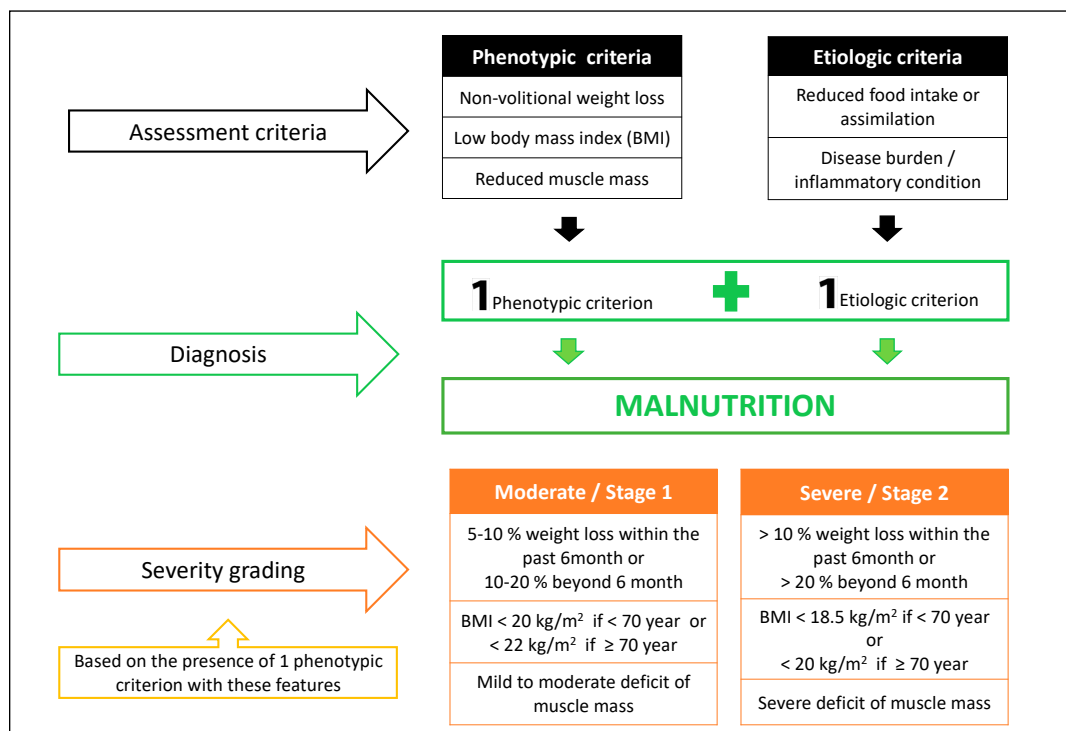 Phenotypic criteria
Non-volitional weight loss
Low body mass index (BMI)
Reduced muscle mass
Etiologic criteria
Reduced food intake or
assimilation
Disease burden /
inflammatory condition
Assessment criteria
1 Phenotypic criterion
1 Etiologic criterion
Diagnosis
MALNUTRITION
Moderate / Stage 1
5-10 % weight loss within the
past 6month or
10-20 % beyond 6 month
BMI < 20 kg/m² if < 70 year or
< 22 kg/m² if ≥ 70 year
Mild to moderate deficit of
muscle mass
Severe / Stage 2
> 10 % weight loss within the
past 6month or
> 20 % beyond 6 month
BMI < 18.5 kg/m² if < 70 year
or
< 20 kg/m² if ≥ 70 year
Severe deficit of muscle mass
Severity grading
Based on the presence of 1 phenotypic
criterion with these features